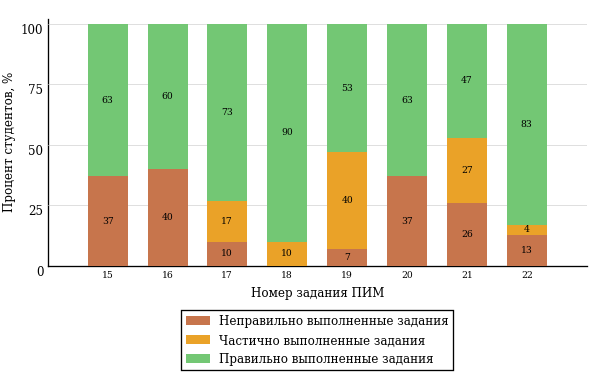 Процент студентов, %
100
75
50
25
0
63 60 73 90 53 63 47 83
37 40 17 10 40 37 27 4
10 7 26 13
15 16 17 18 19 20 21 22
Номер задания ПИМ
Неправильно выполненные задания
Частично выполненные задания
Правильно выполненные задания